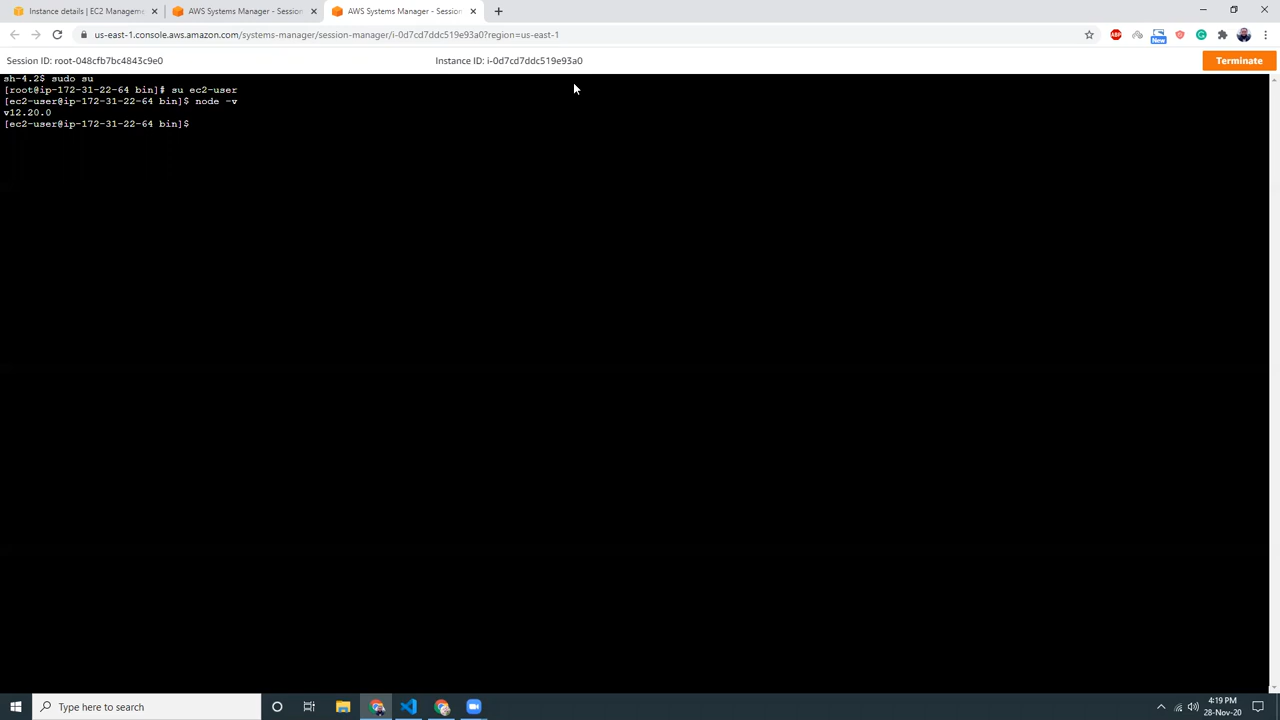 Instance details | EC2 Manageme
AWS Systems Manager - Session
AWS Systems Manager - Session
us-east-1.console.aws.amazon.com/systems-manager/session-manager/i-0d7cd7ddc519e93a0?region=us-east-1
ABP
New
Session ID: root-048cfb7bc4843c9e0
Instance ID: i-0d7cd7ddc519e93a0
Terminate
sh-4.2$ sudo su
[root@ip-172-31-22-64 bin]# su ec2-user
[ec2-user@ip-172-31-22-64 bin]$ node -v
v12.20.0
[ec2-user@ip-172-31-22-64 bin]$
Type here to search
4:19 PM
28-Nov-20